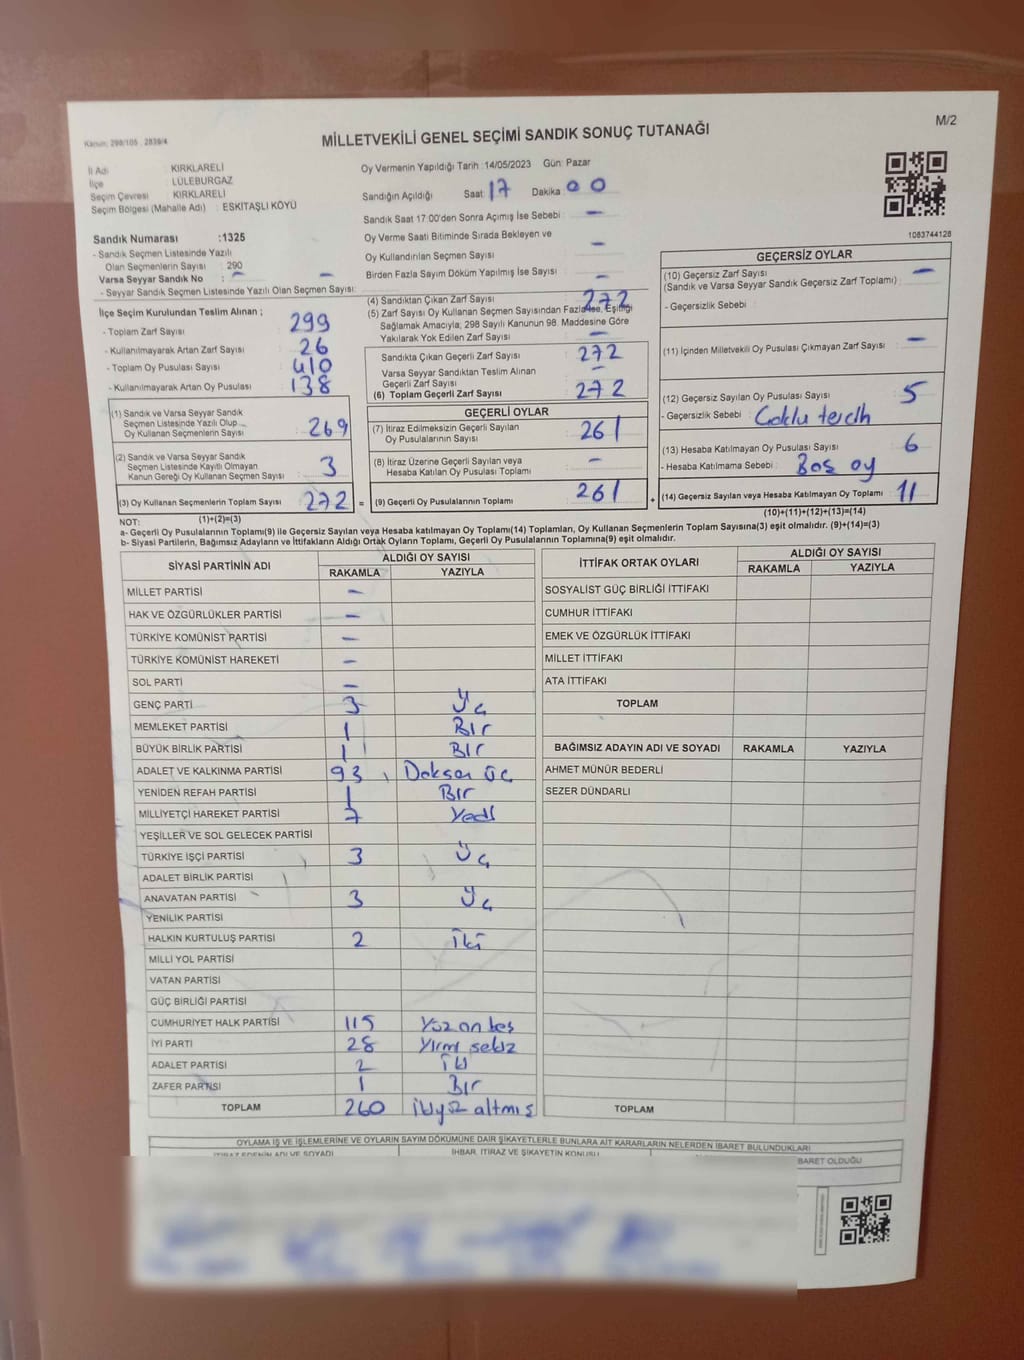 M/2
Kanun: 298/105 , 2839/4
MİLLETVEKİLİ GENEL SEÇİMİ SANDIK SONUÇ TUTANAĞI
İl Adı : KIRKLARELİ
İlçe : LÜLEBURGAZ
Seçim Çevresi : KIRKLARELİ
Seçim Bölgesi (Mahalle Adı) : ESKİTAŞLI KÖYÜ
Sandık Numarası :1325
- Sandık Seçmen Listesinde Yazılı
Olan Seçmenlerin Sayısı : 290
Varsa Seyyar Sandık No : –
- Seyyar Sandık Seçmen Listesinde Yazılı Olan Seçmen Sayısı: –
Oy Vermenin Yapıldığı Tarih :14/05/2023 Gün: Pazar
Sandığın Açıldığı Saat: 17 Dakika: 00
Sandık Saat 17:00'den Sonra Açımış İse Sebebi : –
Oy Verme Saati Bitiminde Sırada Bekleyen ve
Oy Kullandırılan Seçmen Sayısı : –
Birden Fazla Sayım Döküm Yapılmış İse Sayısı : –
1083744128
İlçe Seçim Kurulundan Teslim Alınan ;
- Toplam Zarf Sayısı : 299
- Kullanılmayarak Artan Zarf Sayısı : 26
- Toplam Oy Pusulası Sayısı : 410
- Kullanılmayarak Artan Oy Pusulası : 138
(1) Sandık ve Varsa Seyyar Sandık
Seçmen Listesinde Yazılı Olup
Oy Kullanan Seçmenlerin Sayısı : 269
(2) Sandık ve Varsa Seyyar Sandık
Seçmen Listesinde Kayıtlı Olmayan
Kanun Gereği Oy Kullanan Seçmen Sayısı : 3
(3) Oy Kullanan Seçmenlerin Toplam Sayısı : 272 =
(1)+(2)=(3)
(4) Sandıktan Çıkan Zarf Sayısı : 272
(5) Zarf Sayısı Oy Kullanan Seçmen Sayısından Fazla İse, Eşitliği
Sağlamak Amacıyla, 298 Sayılı Kanunun 98. Maddesine Göre
Yakılarak Yok Edilen Zarf Sayısı : –
Sandıkta Çıkan Geçerli Zarf Sayısı : 272
Varsa Seyyar Sandıktan Teslim Alınan
Geçerli Zarf Sayısı : –
(6) Toplam Geçerli Zarf Sayısı : 272
GEÇERLİ OYLAR
(7) İtiraz Edilmeksizin Geçerli Sayılan
Oy Pusulalarının Sayısı : 261
(8) İtiraz Üzerine Geçerli Sayılan veya
Hesaba Katılan Oy Pusulası Toplamı : –
(9) Geçerli Oy Pusulalarının Toplamı : 261 +
GEÇERSİZ OYLAR
(10) Geçersiz Zarf Sayısı
(Sandık ve Varsa Seyyar Sandık Geçersiz Zarf Toplamı) : –
- Geçersizlik Sebebi :
(11) İçinden Milletvekili Oy Pusulası Çıkmayan Zarf Sayısı : –
(12) Geçersiz Sayılan Oy Pusulası Sayısı : 5
- Geçersizlik Sebebi : Çoklu tercih
(13) Hesaba Katılmayan Oy Pusulası Sayısı : 6
- Hesaba Katılmama Sebebi : Boş oy
(14) Geçersiz Sayılan veya Hesaba Katılmayan Oy Toplamı : 11
(10)+(11)+(12)+(13)=(14)
NOT:
a- Geçerli Oy Pusulalarının Toplamı(9) ile Geçersiz Sayılan veya Hesaba katılmayan Oy Toplamı(14) Toplamları, Oy Kullanan Seçmenlerin Toplam Sayısına(3) eşit olmalıdır. (9)+(14)=(3)
b- Siyasi Partilerin, Bağımsız Adayların ve İttifakların Aldığı Ortak Oyların Toplamı, Geçerli Oy Pusulalarının Toplamına(9) eşit olmalıdır.
SİYASİ PARTİNİN ADI ALDIĞI OY SAYISI
RAKAMLA YAZIYLA
MİLLET PARTİSİ –
HAK VE ÖZGÜRLÜKLER PARTİSİ –
TÜRKİYE KOMÜNİST PARTİSİ –
TÜRKİYE KOMÜNİST HAREKETİ –
SOL PARTİ –
GENÇ PARTİ 3 Üç
MEMLEKET PARTİSİ 1 Bir
BÜYÜK BİRLİK PARTİSİ 1 Bir
ADALET VE KALKINMA PARTİSİ 93 Doksan üç
YENİDEN REFAH PARTİSİ 1 Bir
MİLLİYETÇİ HAREKET PARTİSİ 7 Yedi
YEŞİLLER VE SOL GELECEK PARTİSİ
TÜRKİYE İŞÇİ PARTİSİ 3 Üç
ADALET BİRLİK PARTİSİ
ANAVATAN PARTİSİ 3 Üç
YENİLİK PARTİSİ
HALKIN KURTULUŞ PARTİSİ 2 İki
MİLLİ YOL PARTİSİ
VATAN PARTİSİ
GÜÇ BİRLİĞİ PARTİSİ
CUMHURİYET HALK PARTİSİ 115 Yüz on beş
İYİ PARTİ 28 Yirmi sekiz
ADALET PARTİSİ 2 İki
ZAFER PARTİSİ 1 Bir
TOPLAM 260 İkiyüz altmış
İTTİFAK ORTAK OYLARI ALDIĞI OY SAYISI
RAKAMLA YAZIYLA
SOSYALİST GÜÇ BİRLİĞİ İTTİFAKI
CUMHUR İTTİFAKI
EMEK VE ÖZGÜRLÜK İTTİFAKI
MİLLET İTTİFAKI
ATA İTTİFAKI
TOPLAM
BAĞIMSIZ ADAYIN ADI VE SOYADI RAKAMLA YAZIYLA
AHMET MÜNÜR BEDERLİ
SEZER DÜNDARLI
TOPLAM
OYLAMA İŞ VE İŞLEMLERİNE VE OYLARIN SAYIM DÖKÜMÜNE DAİR ŞİKAYETLERLE BUNLARA AİT KARARLARIN NELERDEN İBARET BULUNDUKLARI
İTİRAZ EDENİN ADI VE SOYADI İHBAR, İTİRAZ VE ŞİKAYETİN KONUSU BARET OLDUĞU